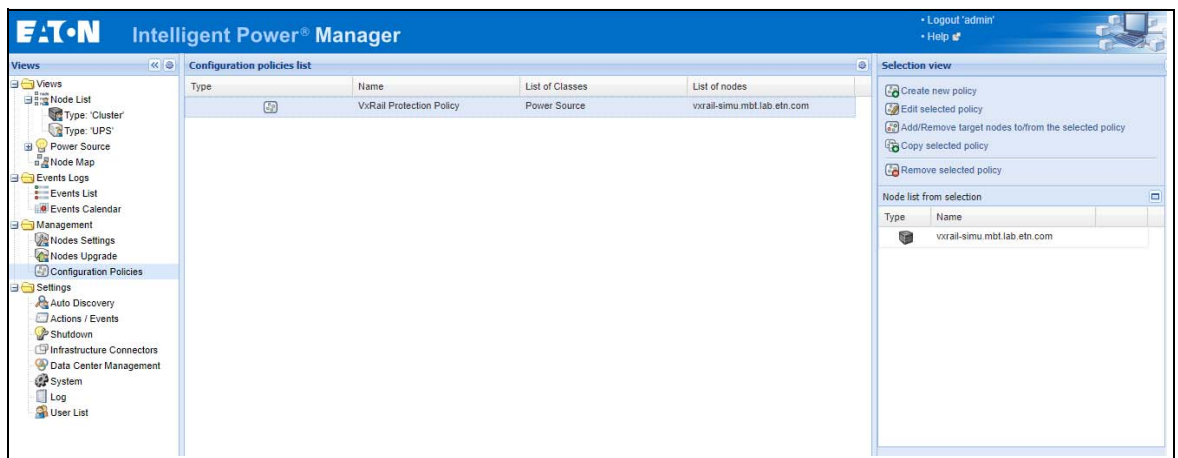 EATON Intelligent Power® Manager
• Logout 'admin'
• Help
Views
Views
Node List
Type: 'Cluster'
Type: 'UPS'
Power Source
Node Map
Events Logs
Events List
Events Calendar
Management
Nodes Settings
Nodes Upgrade
Configuration Policies
Settings
Auto Discovery
Actions / Events
Shutdown
Infrastructure Connectors
Data Center Management
System
Log
User List
Configuration policies list
Type Name List of Classes List of nodes
VxRail Protection Policy Power Source vxrail-simu.mbt.lab.etn.com
Selection view
Create new policy
Edit selected policy
Add/Remove target nodes to/from the selected policy
Copy selected policy
Remove selected policy
Node list from selection
Type Name
vxrail-simu.mbt.lab.etn.com